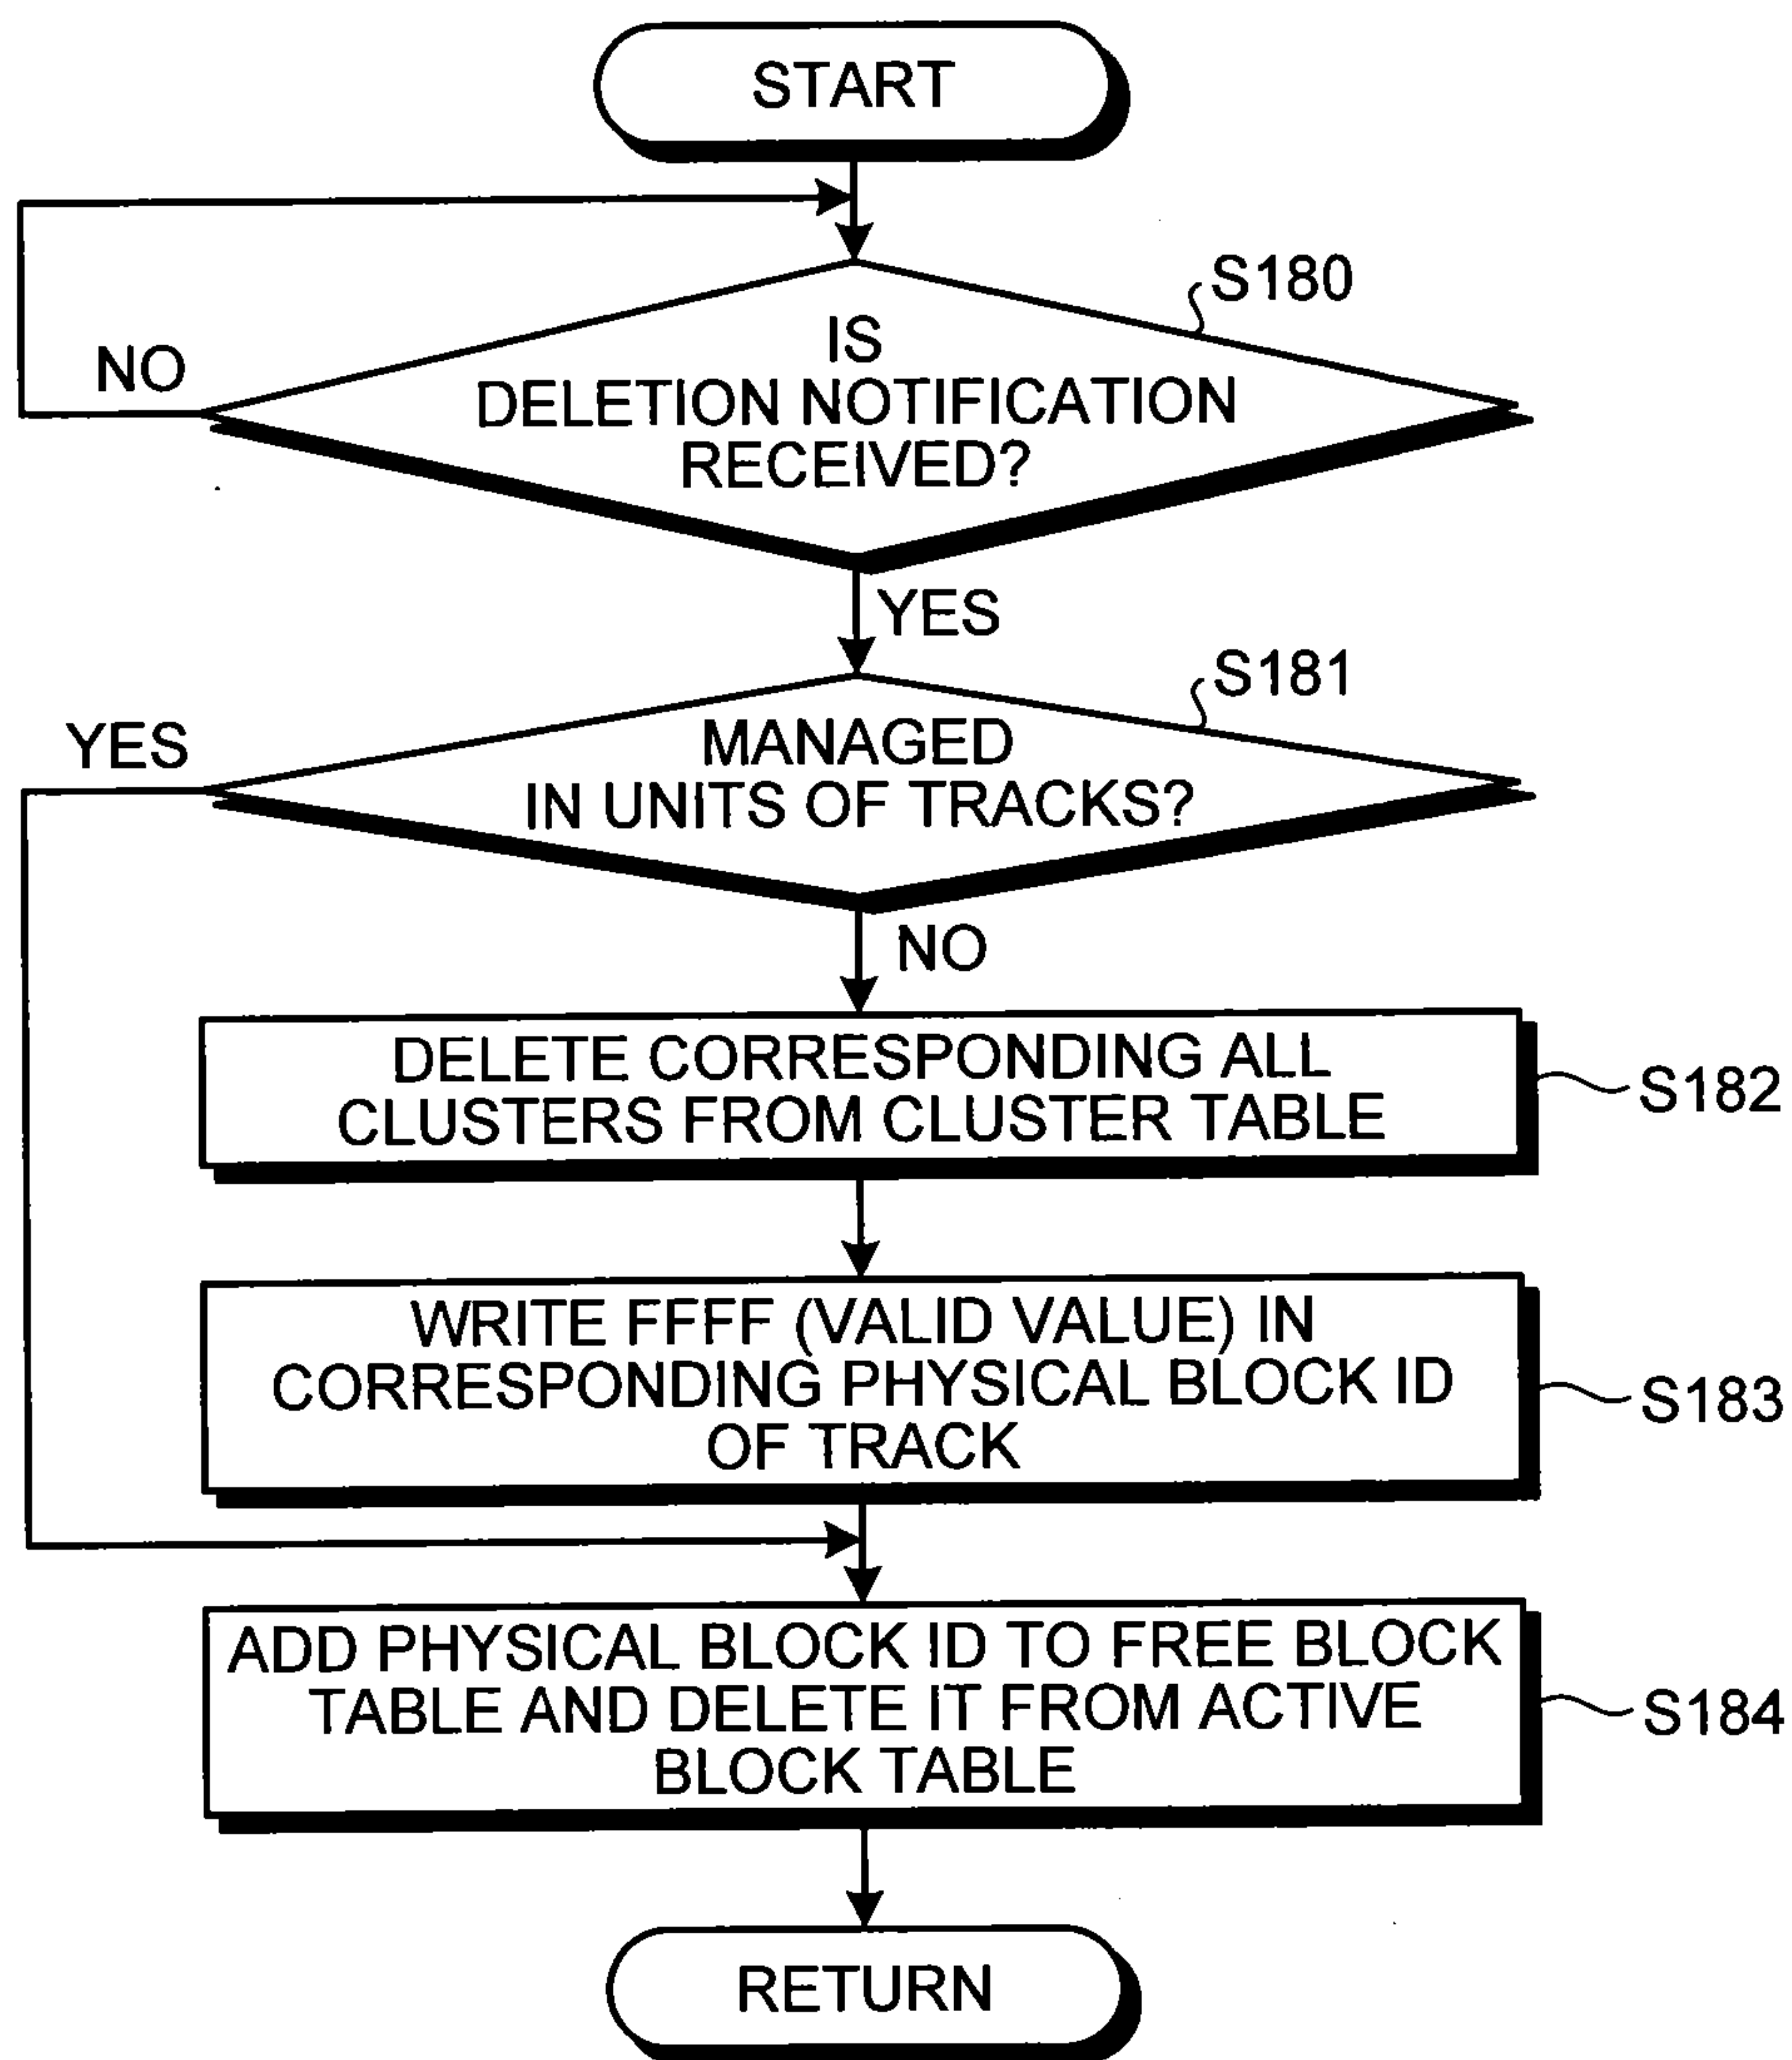 START
S180
IS
DELETION NOTIFICATION
RECEIVED?
NO
YES
S181
MANAGED
IN UNITS OF TRACKS?
YES
NO
DELETE CORRESPONDING ALL
CLUSTERS FROM CLUSTER TABLE
S182
WRITE FFFF (VALID VALUE) IN
CORRESPONDING PHYSICAL BLOCK ID
OF TRACK
S183
ADD PHYSICAL BLOCK ID TO FREE BLOCK
TABLE AND DELETE IT FROM ACTIVE
BLOCK TABLE
S184
RETURN